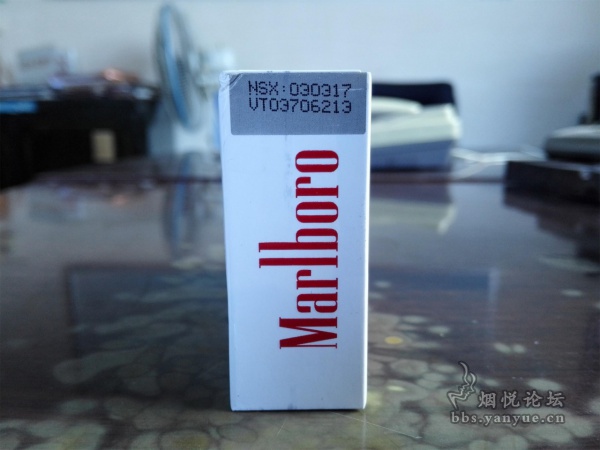 NSX:030317
VT03706213
Marlboro
烟悦论坛
bbs.yanyue.cn